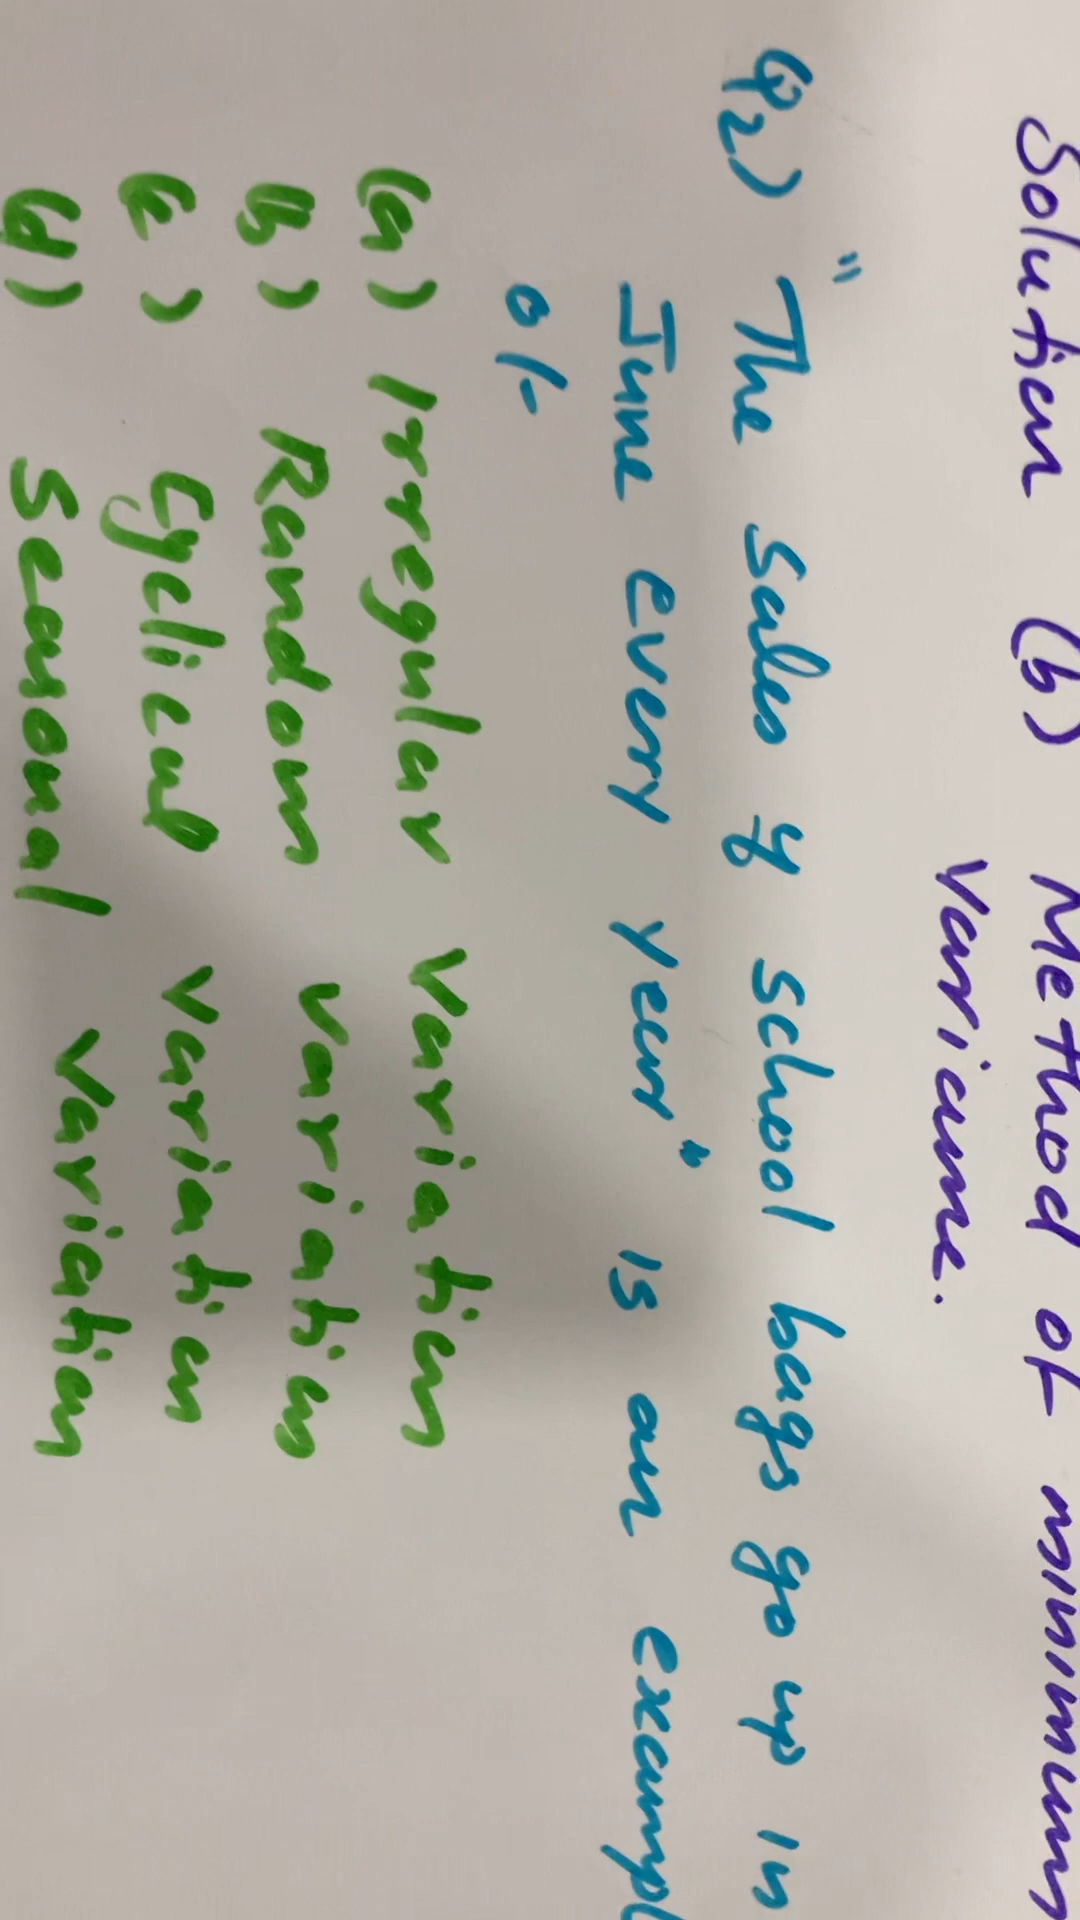 Solution (b) Method of minimum
Variance.
Q2) "The sales of school bags go up in
June every year" is an exampl
of-
(a) Irregular Variation
(b) Random Variation
(c) Cyclical Variation
(d) Seasonal Variation